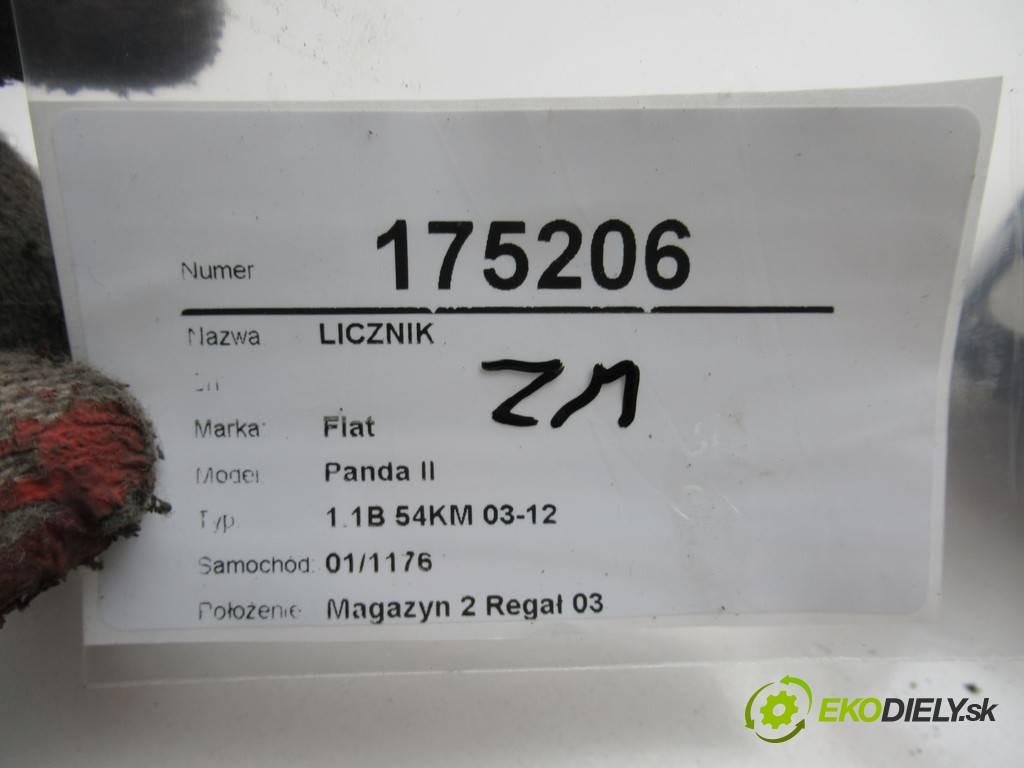 Numer 175206
Nazwa LICZNIK
ZM
Marka: Fiat
Model Panda II
Typ 1.1B 54KM 03-12
Samochód: 01/1176
Położenie Magazyn 2 Regał 03
EKODIELY.sk